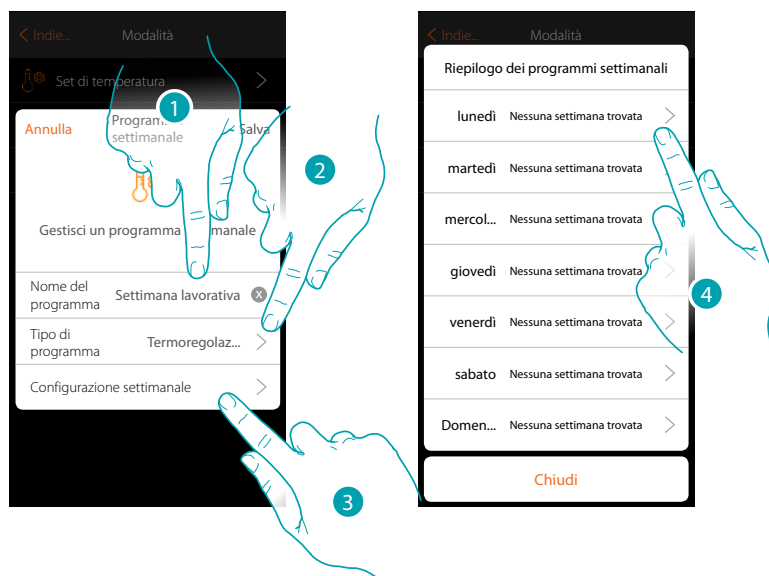 < Indie... Modalità
Set di temperatura
1
Annulla
Programma
settimanale
Salva
2
Gestisci un programma settimanale
Nome del
programma
Settimana lavorativa
Tipo di
programma
Termoregolaz...
Configurazione settimanale
3
< Indie... Modalità
Riepilogo dei programmi settimanali
lunedì Nessuna settimana trovata
martedì Nessuna settimana trovata
mercol... Nessuna settimana trovata
giovedì Nessuna settimana trovata
4
venerdì Nessuna settimana trovata
sabato Nessuna settimana trovata
Domen... Nessuna settimana trovata
Chiudi